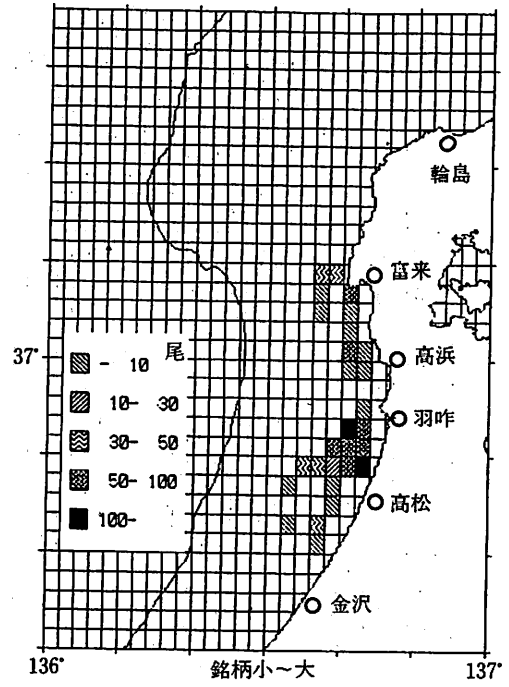 輪島
富来
37°
尾
- 10
10- 30
30- 50
50- 100
100-
高浜
羽咋
高松
金沢
136°
銘柄小〜大
137°